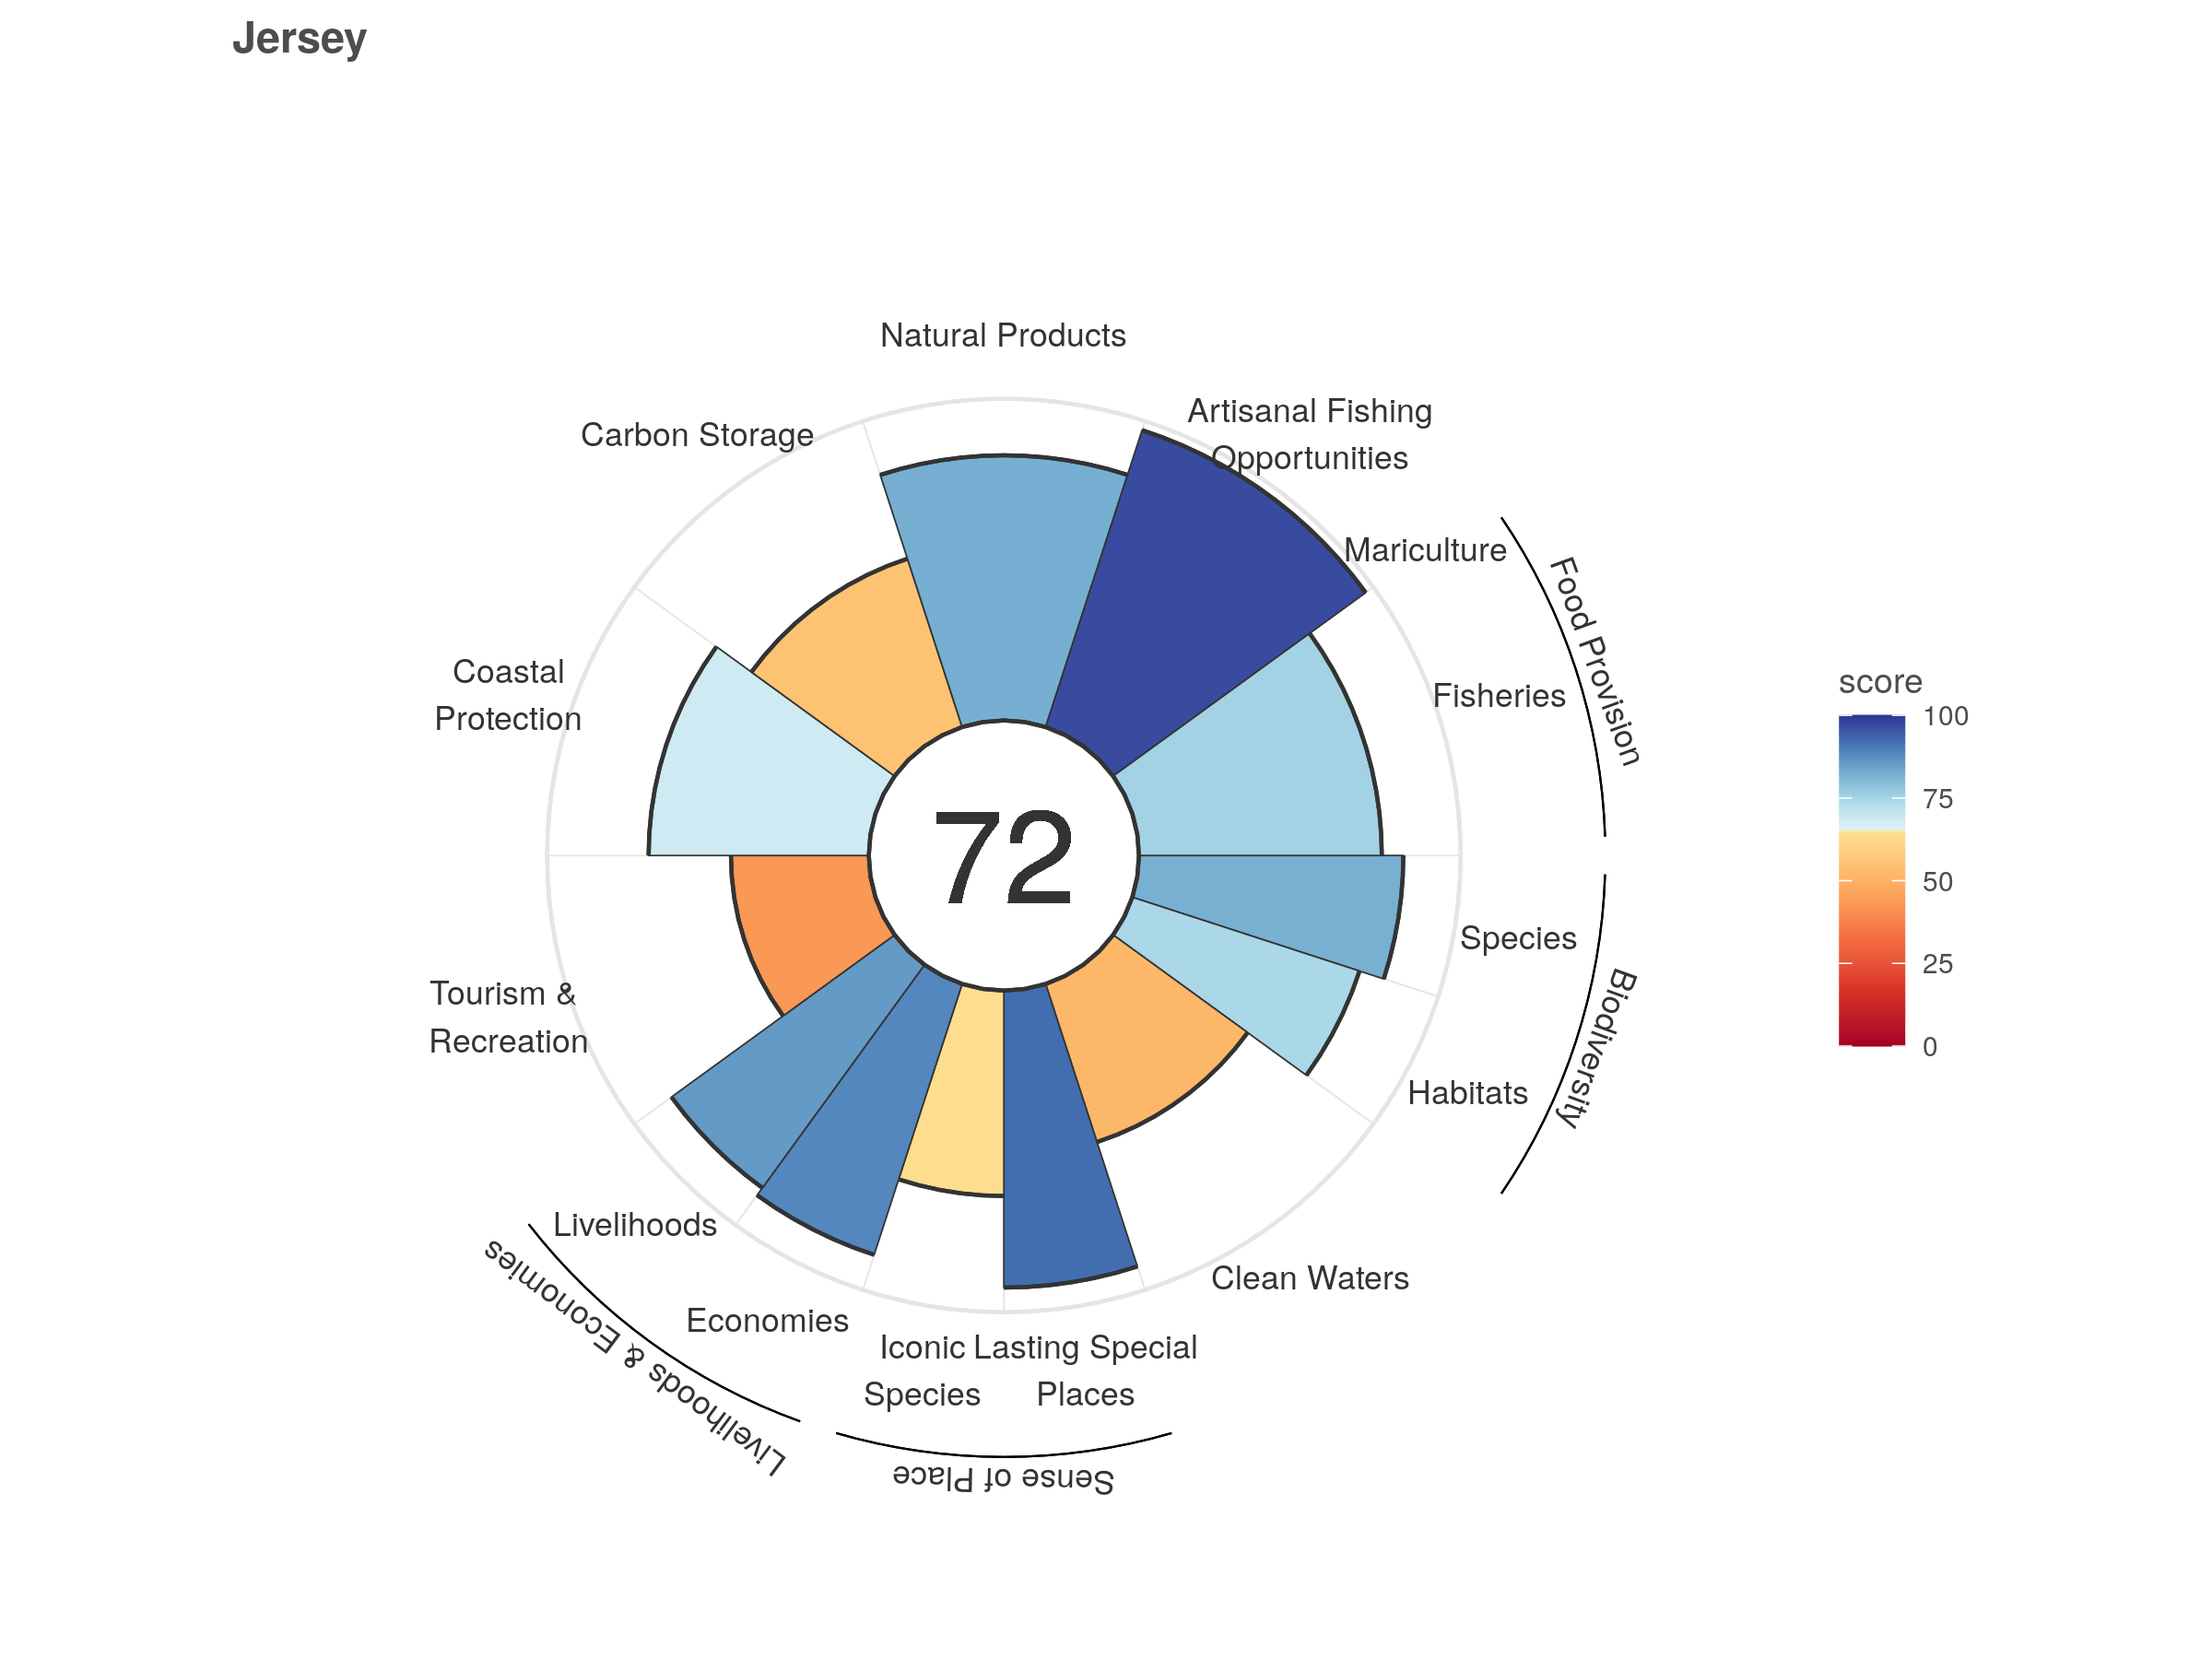 Jersey
Natural Products
Artisanal Fishing
Opportunities
Carbon Storage
Mariculture
Food Provision
Fisheries
Coastal
Protection
score
100
75
50
25
0
72
Species
Biodiversity
Habitats
Tourism &
Recreation
Livelihoods
Clean Waters
Economies
Iconic
Species
Lasting Special
Places
Livelihoods & Economies
Sense of Place